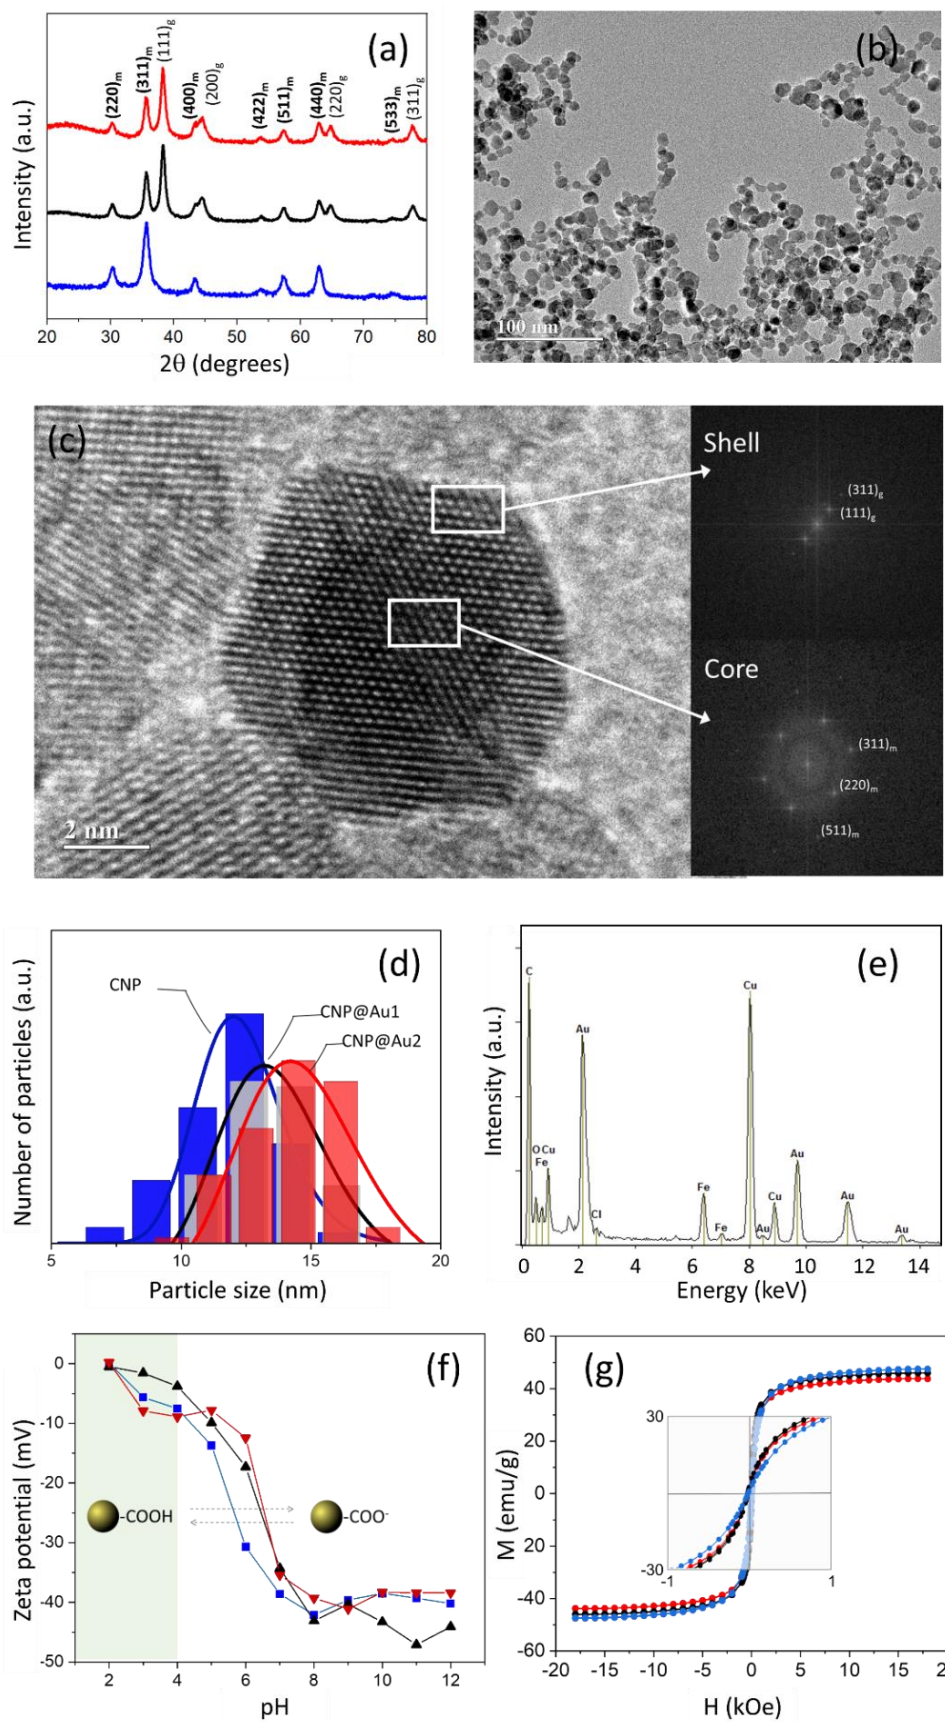 (a)
(220)m
(311)m
(111)g
(400)m
(200)g
(422)m
(511)m
(440)m
(220)g
(533)m
(311)g
Intensity (a.u.)
20 30 40 50 60 70 80
2θ (degrees)
(b)
100 nm
(c)
2 nm
Shell
(311)g
(111)g
Core
(311)m
(220)m
(511)m
(d)
CNP
CNP@Au1
CNP@Au2
Number of particles (a.u.)
5 10 15 20
Particle size (nm)
(e)
C
Cu
Au
O Cu
Fe
Cl
Fe
Fe
Au
Cu
Au
Au
Au
Intensity (a.u.)
0 2 4 6 8 10 12 14
Energy (keV)
(f)
0
-10
-20
-30
-40
-50
Zeta potential (mV)
-COOH
-COO-
2 4 6 8 10 12
pH
(g)
60
40
20
0
-20
-40
-60
M (emu/g)
30
-30
-1
1
-20 -15 -10 -5 0 5 10 15 2
H (kOe)